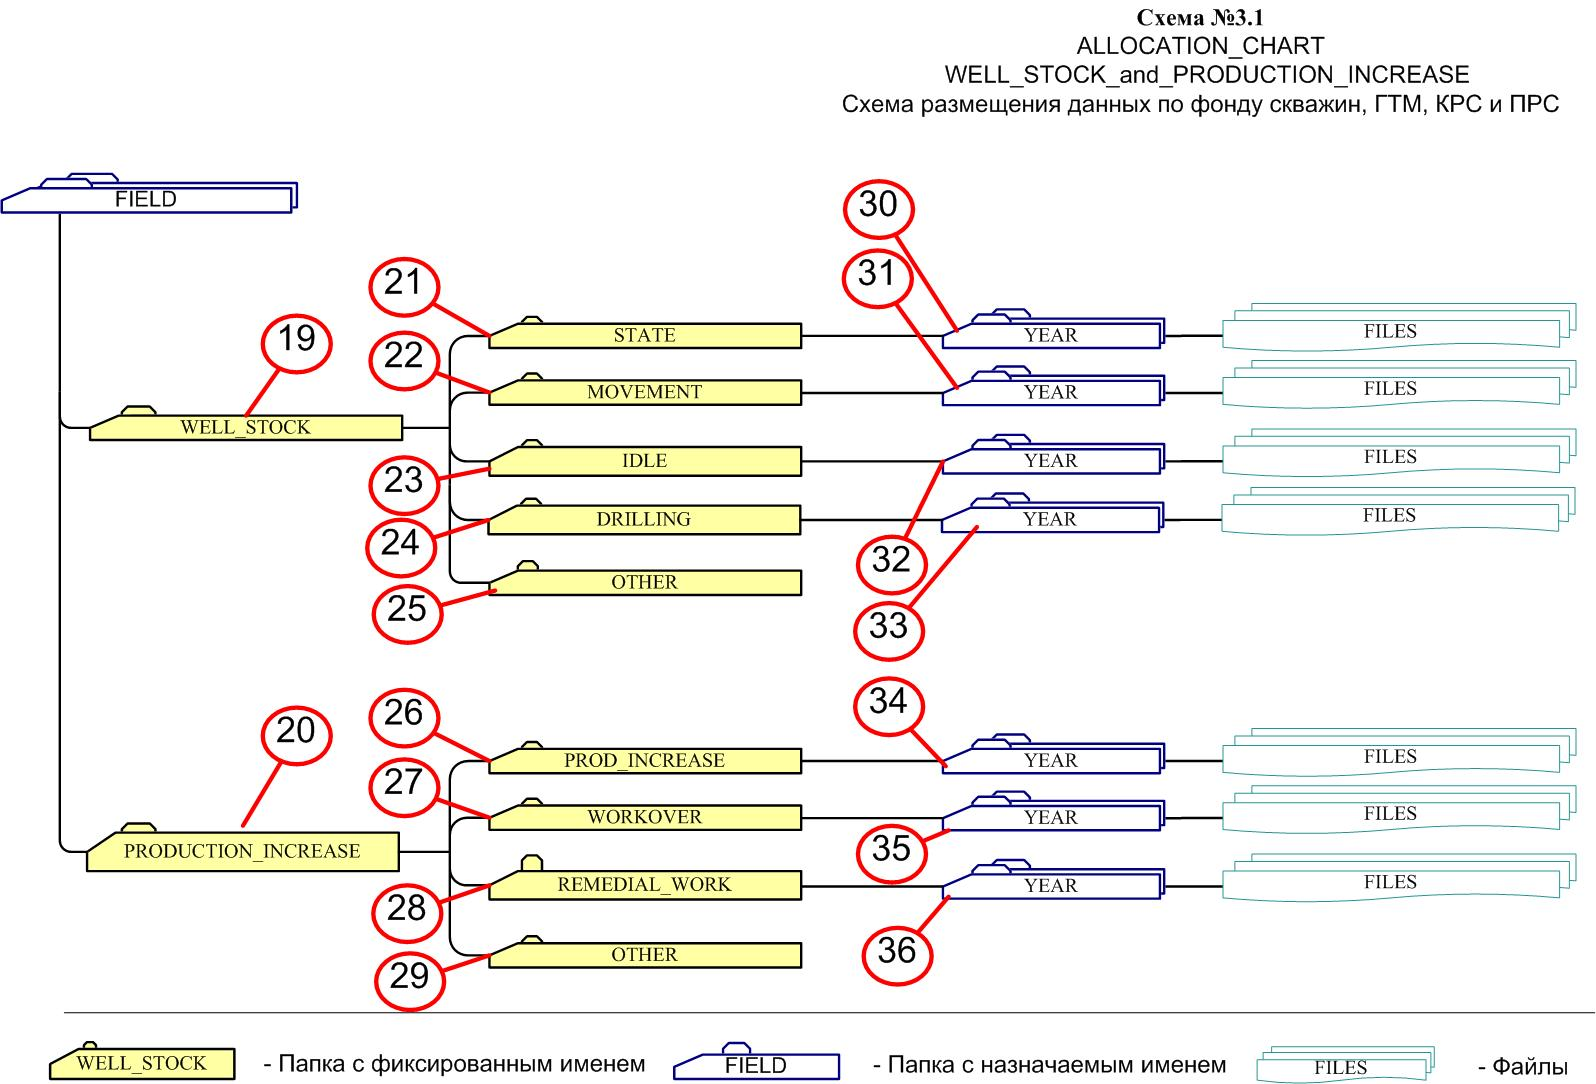 Схема №3.1
ALLOCATION_CHART
WELL_STOCK_and_PRODUCTION_INCREASE
Схема размещения данных по фонду скважин, ГТМ, КРС и ПРС
FIELD
30
31
21
STATE
YEAR
FILES
19
22
MOVEMENT
YEAR
FILES
WELL_STOCK
23
IDLE
YEAR
FILES
24
DRILLING
YEAR
FILES
32
25
OTHER
33
26
34
20
PROD_INCREASE
YEAR
FILES
27
WORKOVER
YEAR
FILES
35
PRODUCTION_INCREASE
28
REMEDIAL_WORK
YEAR
FILES
36
29
OTHER
WELL_STOCK - Папка с фиксированным именем FIELD - Папка с назначаемым именем FILES - Файлы